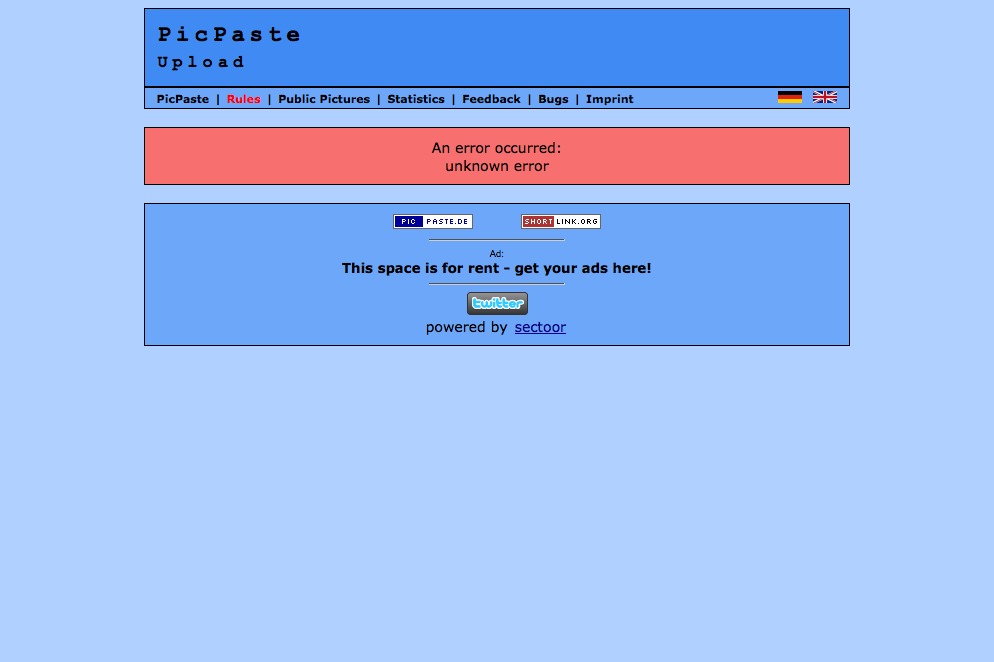 PicPaste
Upload
PicPaste | Rules | Public Pictures | Statistics | Feedback | Bugs | Imprint
An error occurred:
unknown error
PIC PASTE.DE SHORT LINK.ORG
Ad:
This space is for rent - get your ads here!
twitter
powered by sectoor